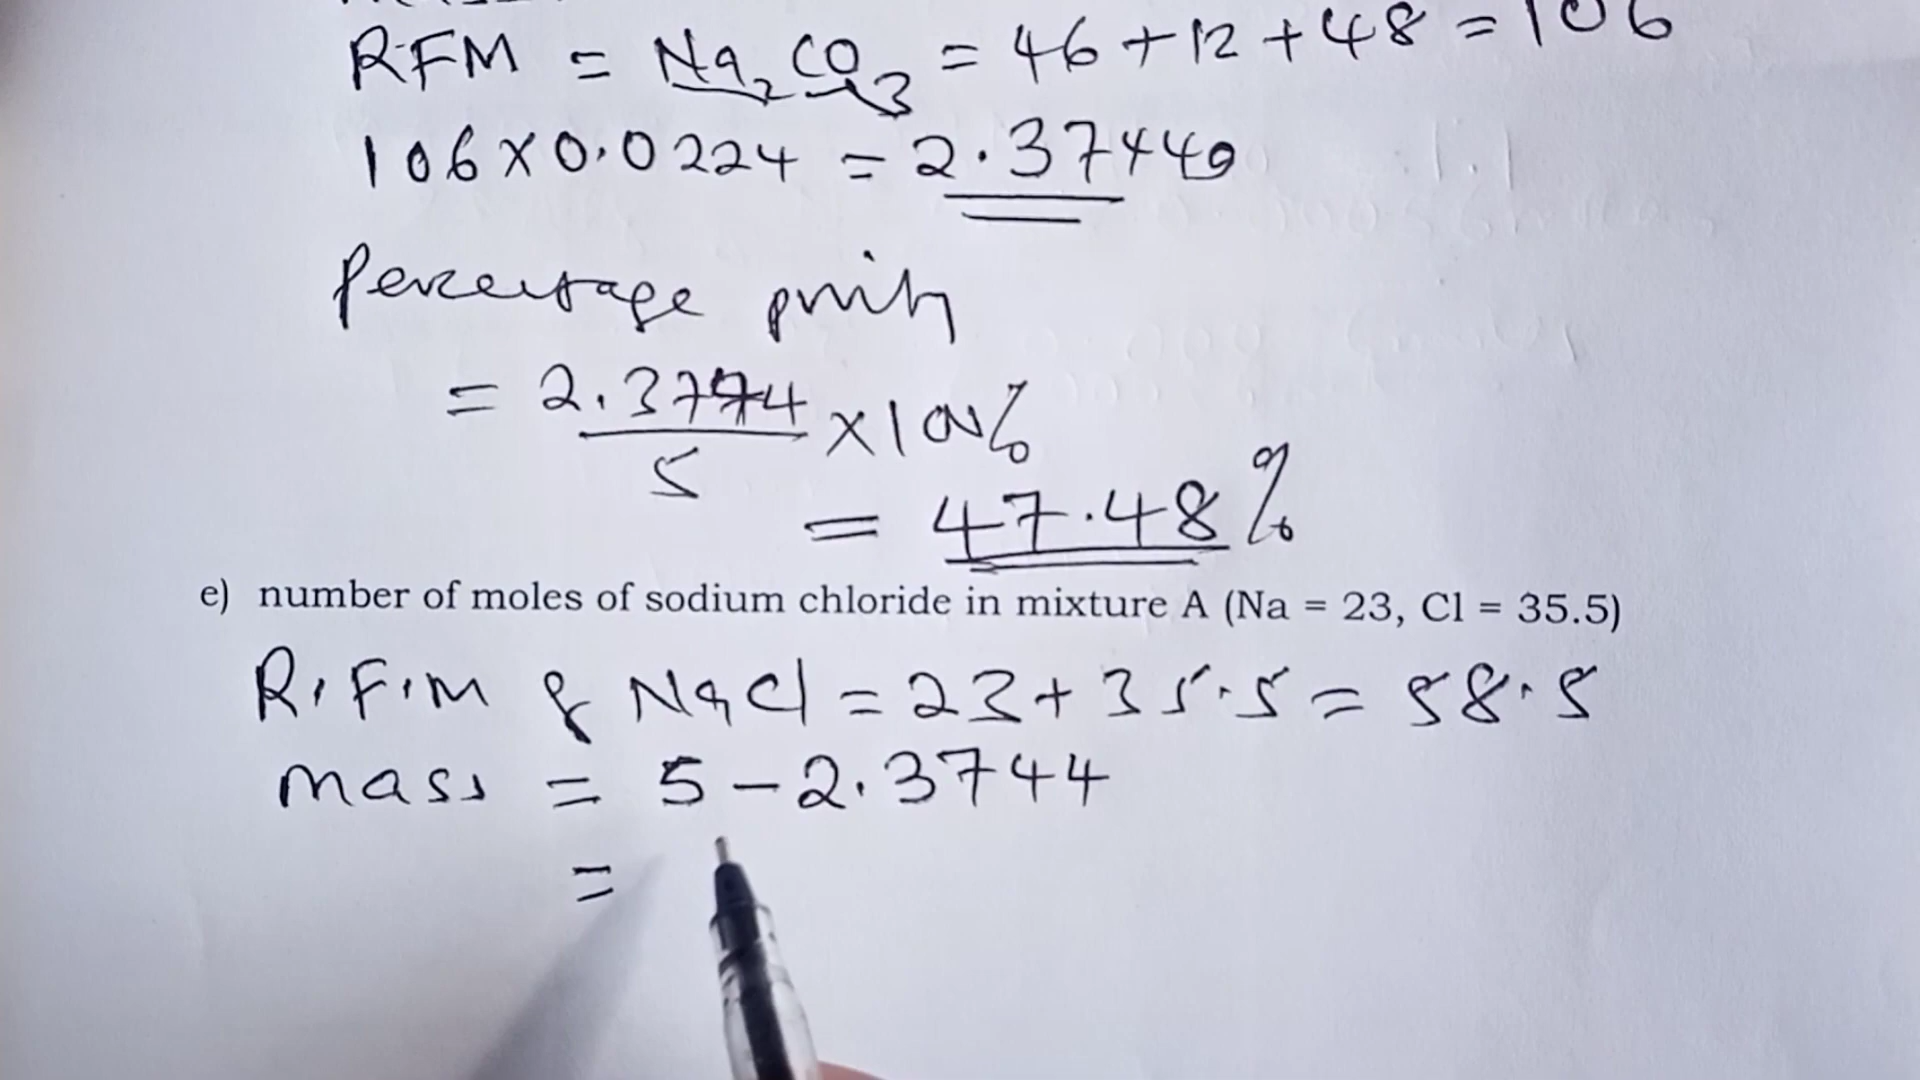 RFM = Na₂CO₃ = 46 + 12 + 48 = 106
106 × 0.0224 = 2.3744g
Percentage purity
= 2.3744/5 × 100%
= 47.48%
e) number of moles of sodium chloride in mixture A (Na = 23, Cl = 35.5)
R.F.M of NaCl = 23 + 35.5 = 58.5
mass = 5 - 2.3744
=